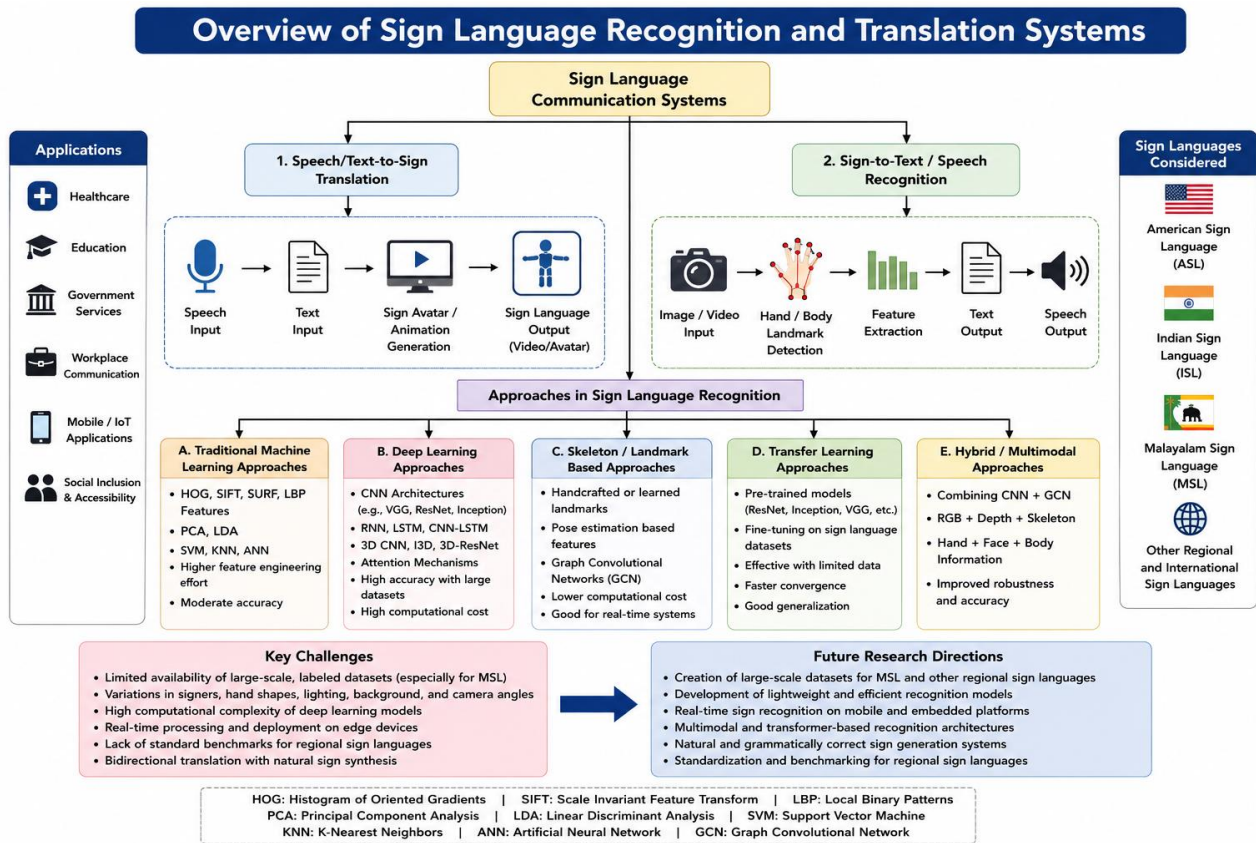 Overview of Sign Language Recognition and Translation Systems
Sign Language
Communication Systems
Applications
Healthcare
Education
Government
Services
Workplace
Communication
Mobile / IoT
Applications
Social Inclusion
& Accessibility
1. Speech/Text-to-Sign
Translation
Speech
Input
Text
Input
Sign Avatar /
Animation
Generation
Sign Language
Output
(Video/Avatar)
2. Sign-to-Text / Speech
Recognition
Image / Video
Input
Hand / Body
Landmark
Detection
Feature
Extraction
Text
Output
Speech
Output
Sign Languages
Considered
American Sign
Language
(ASL)
Indian Sign
Language
(ISL)
Malayalam Sign
Language
(MSL)
Other Regional
and International
Sign Languages
Approaches in Sign Language Recognition
A. Traditional Machine
Learning Approaches
• HOG, SIFT, SURF, LBP
Features
• PCA, LDA
• SVM, KNN, ANN
• Higher feature engineering
effort
• Moderate accuracy
B. Deep Learning
Approaches
• CNN Architectures
(e.g., VGG, ResNet, Inception)
• RNN, LSTM, CNN-LSTM
• 3D CNN, I3D, 3D-ResNet
• Attention Mechanisms
• High accuracy with large
datasets
• High computational cost
C. Skeleton / Landmark
Based Approaches
• Handcrafted or learned
landmarks
• Pose estimation based
features
• Graph Convolutional
Networks (GCN)
• Lower computational cost
• Good for real-time systems
D. Transfer Learning
Approaches
• Pre-trained models
(ResNet, Inception, VGG, etc.)
• Fine-tuning on sign language
datasets
• Effective with limited data
• Faster convergence
• Good generalization
E. Hybrid / Multimodal
Approaches
• Combining CNN + GCN
• RGB + Depth + Skeleton
• Hand + Face + Body
Information
• Improved robustness
and accuracy
Key Challenges
• Limited availability of large-scale, labeled datasets (especially for MSL)
• Variations in signers, hand shapes, lighting, background, and camera angles
• High computational complexity of deep learning models
• Real-time processing and deployment on edge devices
• Lack of standard benchmarks for regional sign languages
• Bidirectional translation with natural sign synthesis
Future Research Directions
• Creation of large-scale datasets for MSL and other regional sign languages
• Development of lightweight and efficient recognition models
• Real-time sign recognition on mobile and embedded platforms
• Multimodal and transformer-based recognition architectures
• Natural and grammatically correct sign generation systems
• Standardization and benchmarking for regional sign languages
HOG: Histogram of Oriented Gradients | SIFT: Scale Invariant Feature Transform | LBP: Local Binary Patterns
PCA: Principal Component Analysis | LDA: Linear Discriminant Analysis | SVM: Support Vector Machine
KNN: K-Nearest Neighbors | ANN: Artificial Neural Network | GCN: Graph Convolutional Network